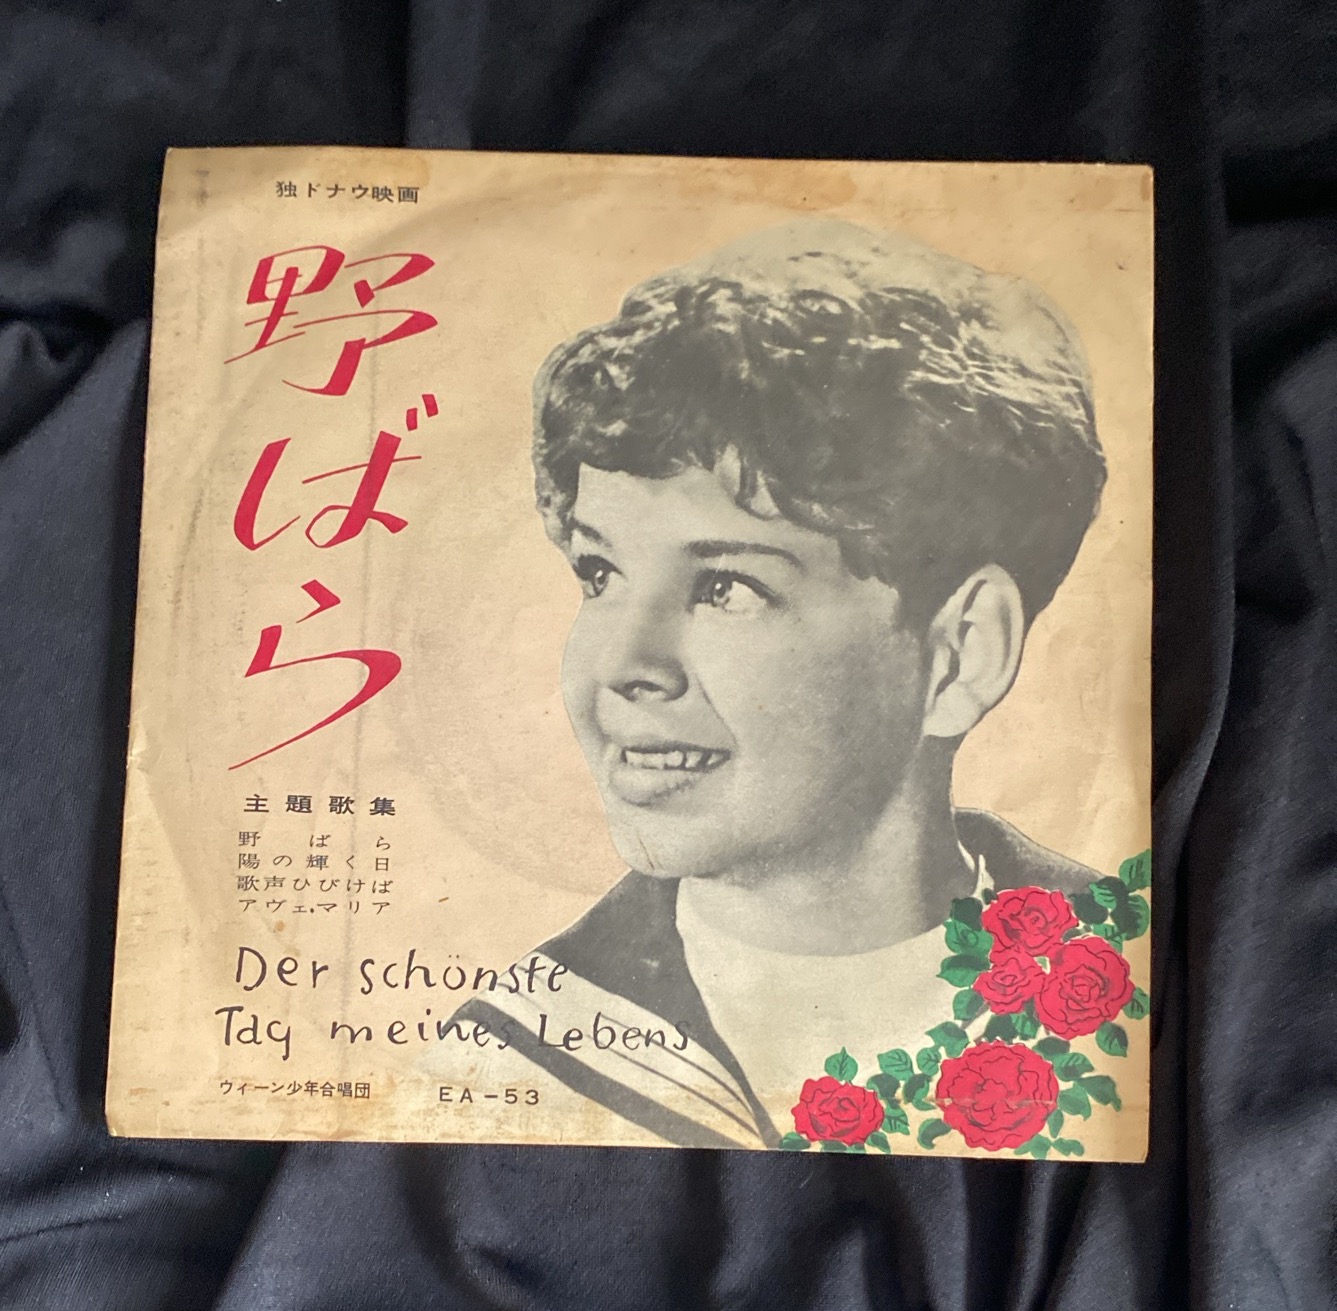 独ドナウ映画
野ばら
主題歌集
野ばら
陽の輝く日
歌声ひびけば
アヴェ・マリア
Der schönste
Tag meines Lebens
ウィーン少年合唱団
EA-53